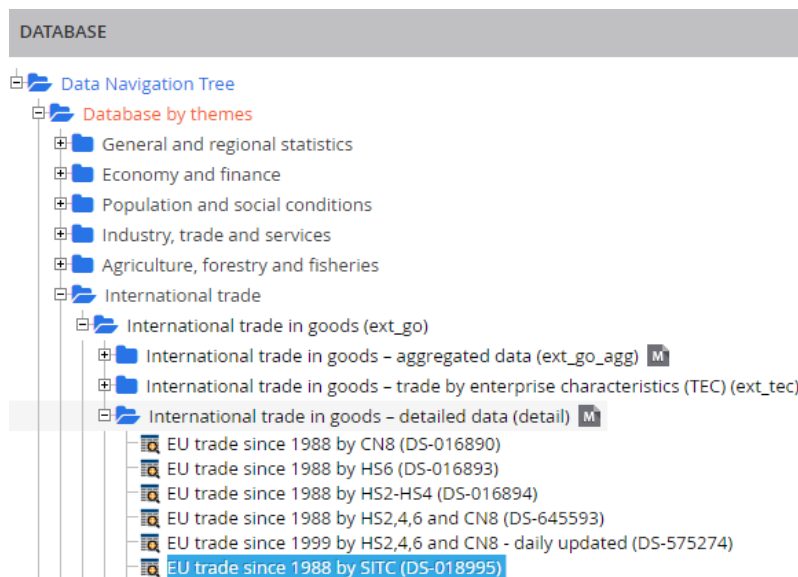 DATABASE
Data Navigation Tree
Database by themes
General and regional statistics
Economy and finance
Population and social conditions
Industry, trade and services
Agriculture, forestry and fisheries
International trade
International trade in goods (ext_go)
International trade in goods – aggregated data (ext_go_agg) M
International trade in goods – trade by enterprise characteristics (TEC) (ext_tec)
International trade in goods – detailed data (detail) M
EU trade since 1988 by CN8 (DS-016890)
EU trade since 1988 by HS6 (DS-016893)
EU trade since 1988 by HS2-HS4 (DS-016894)
EU trade since 1988 by HS2,4,6 and CN8 (DS-645593)
EU trade since 1999 by HS2,4,6 and CN8 - daily updated (DS-575274)
EU trade since 1988 by SITC (DS-018995)